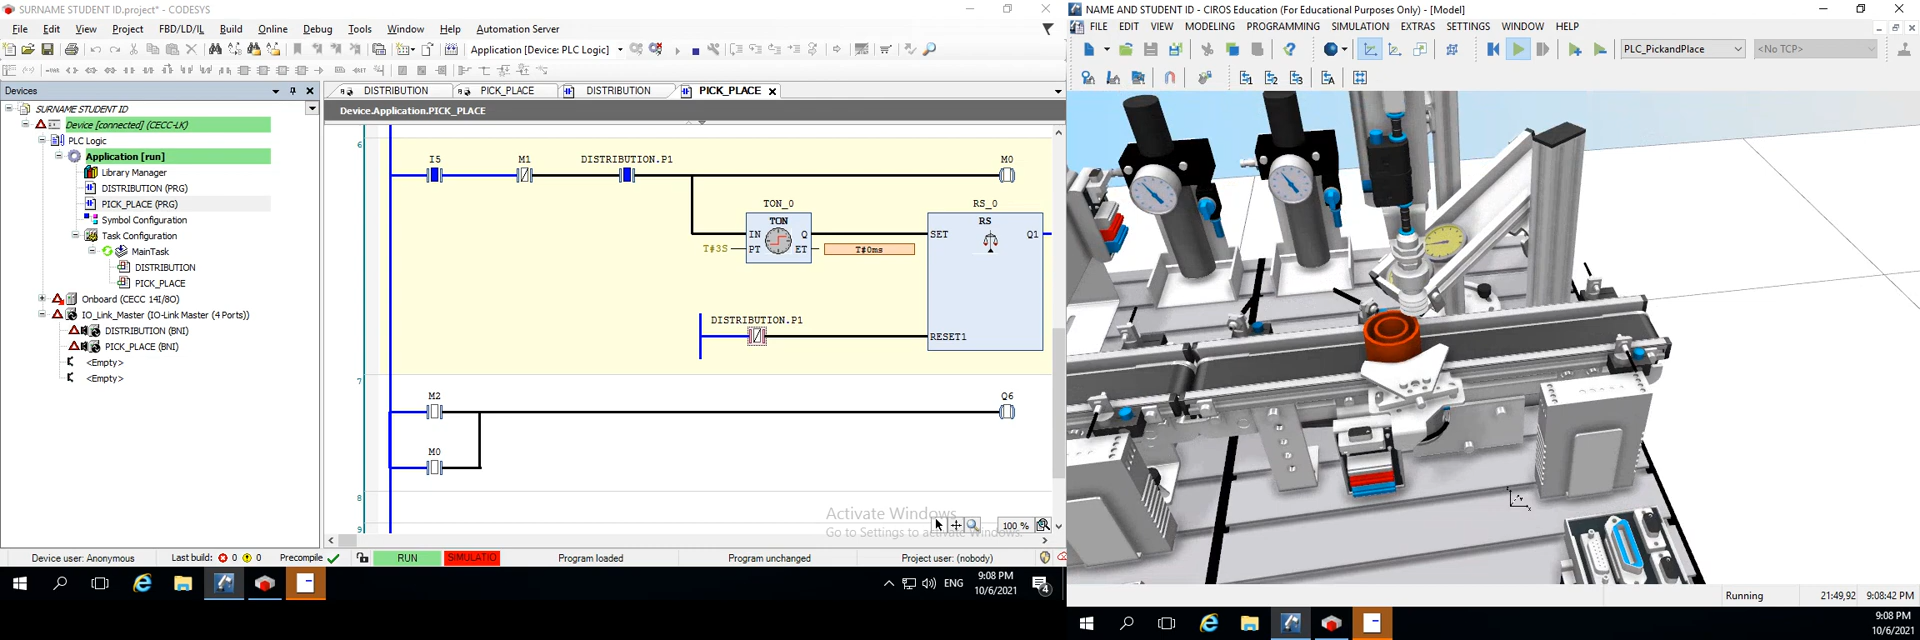 SURNAME STUDENT ID.project* - CODESYS
File Edit View Project FBD/LD/IL Build Online Debug Tools Window Help Automation Server
Application [Device: PLC Logic]
Devices
SURNAME STUDENT ID
Device [connected] (CECC-LK)
PLC Logic
Application [run]
Library Manager
DISTRIBUTION (PRG)
PICK_PLACE (PRG)
Symbol Configuration
Task Configuration
MainTask
DISTRIBUTION
PICK_PLACE
Onboard (CECC 14I/8O)
IO_Link_Master (IO-Link Master (4 Ports))
DISTRIBUTION (BNI)
PICK_PLACE (BNI)
<Empty>
<Empty>
DISTRIBUTION PICK_PLACE DISTRIBUTION PICK_PLACE
Device.Application.PICK_PLACE
6
I5 M1 DISTRIBUTION.P1 M0
TON_0 RS_0
TON RS
IN Q SET Q1
T#3S PT ET T#0ms
DISTRIBUTION.P1
RESET1
7
M2 Q6
M0
8
9
Activate Windows
Go to Settings to activate Windows.
100 %
Device user: Anonymous Last build: 0 0 Precompile RUN SIMULATIO Program loaded Program unchanged Project user: (nobody)
ENG
9:08 PM
10/6/2021
4
NAME AND STUDENT ID - CIROS Education (For Educational Purposes Only) - [Model]
FILE EDIT VIEW MODELING PROGRAMMING SIMULATION EXTRAS SETTINGS WINDOW HELP
PLC_PickandPlace <No TCP>
1 2 3 A
Running 21:49,92 9:08:42 PM
9:08 PM
10/6/2021